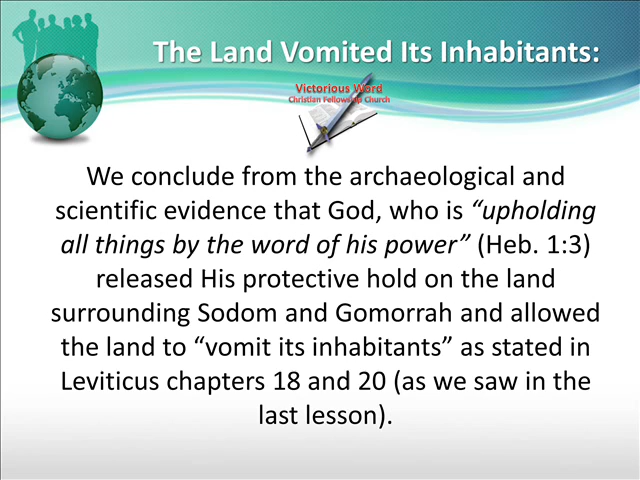 The Land Vomited Its Inhabitants:
Victorious Word
Christian Fellowship Church
We conclude from the archaeological and
scientific evidence that God, who is “upholding
all things by the word of his power” (Heb. 1:3)
released His protective hold on the land
surrounding Sodom and Gomorrah and allowed
the land to “vomit its inhabitants” as stated in
Leviticus chapters 18 and 20 (as we saw in the
last lesson).